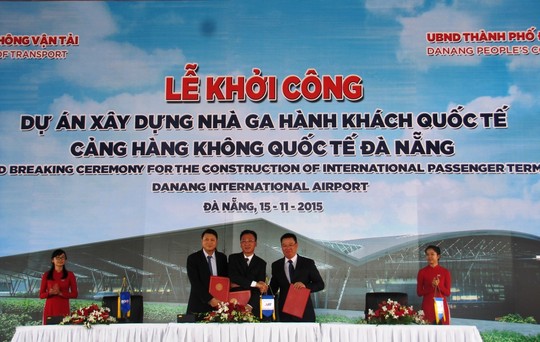 HÔNG VẬN TẢI
OF TRANSPORT
UBND THÀNH PHỐ
DANANG PEOPLE'S
LỄ KHỞI CÔNG
DỰ ÁN XÂY DỰNG NHÀ GA HÀNH KHÁCH QUỐC TẾ
CẢNG HÀNG KHÔNG QUỐC TẾ ĐÀ NẴNG
BREAKING CEREMONY FOR THE CONSTRUCTION OF INTERNATIONAL PASSENGER TERM
DANANG INTERNATIONAL AIRPORT
ĐÀ NẴNG, 15 - 11 - 2015